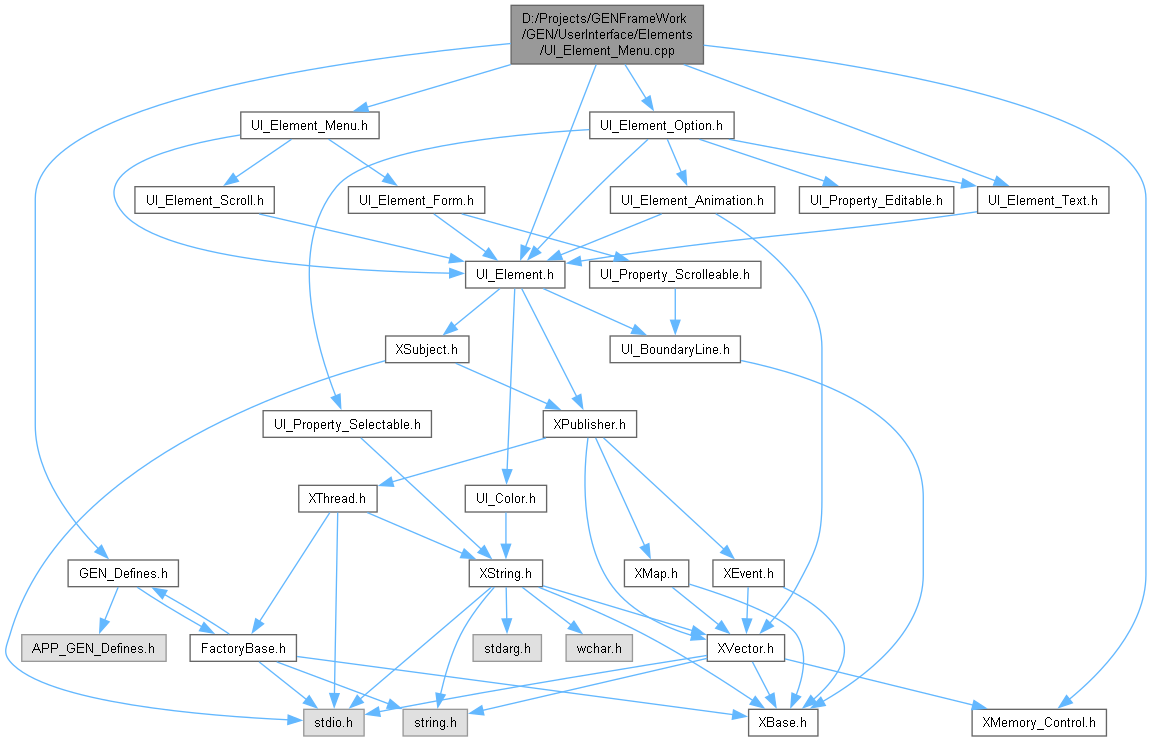 D:/Projects/GENFrameWork
/GEN/UserInterface/Elements
/UI_Element_Menu.cpp
UI_Element_Menu.h
UI_Element_Option.h
UI_Element_Scroll.h
UI_Element_Form.h
UI_Element_Animation.h
UI_Property_Editable.h
UI_Element_Text.h
UI_Element.h
UI_Property_Scrolleable.h
XSubject.h
UI_BoundaryLine.h
UI_Property_Selectable.h
XPublisher.h
XThread.h
UI_Color.h
GEN_Defines.h
XString.h
XMap.h
XEvent.h
APP_GEN_Defines.h
FactoryBase.h
stdarg.h
wchar.h
XVector.h
stdio.h
string.h
XBase.h
XMemory_Control.h